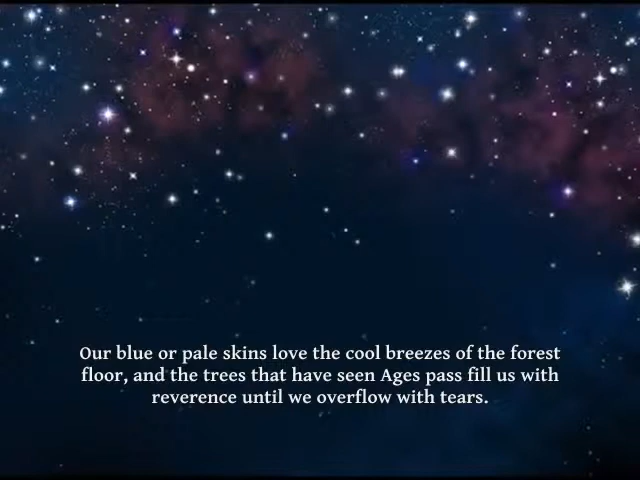 Our blue or pale skins love the cool breezes of the forest
floor, and the trees that have seen Ages pass fill us with
reverence until we overflow with tears.